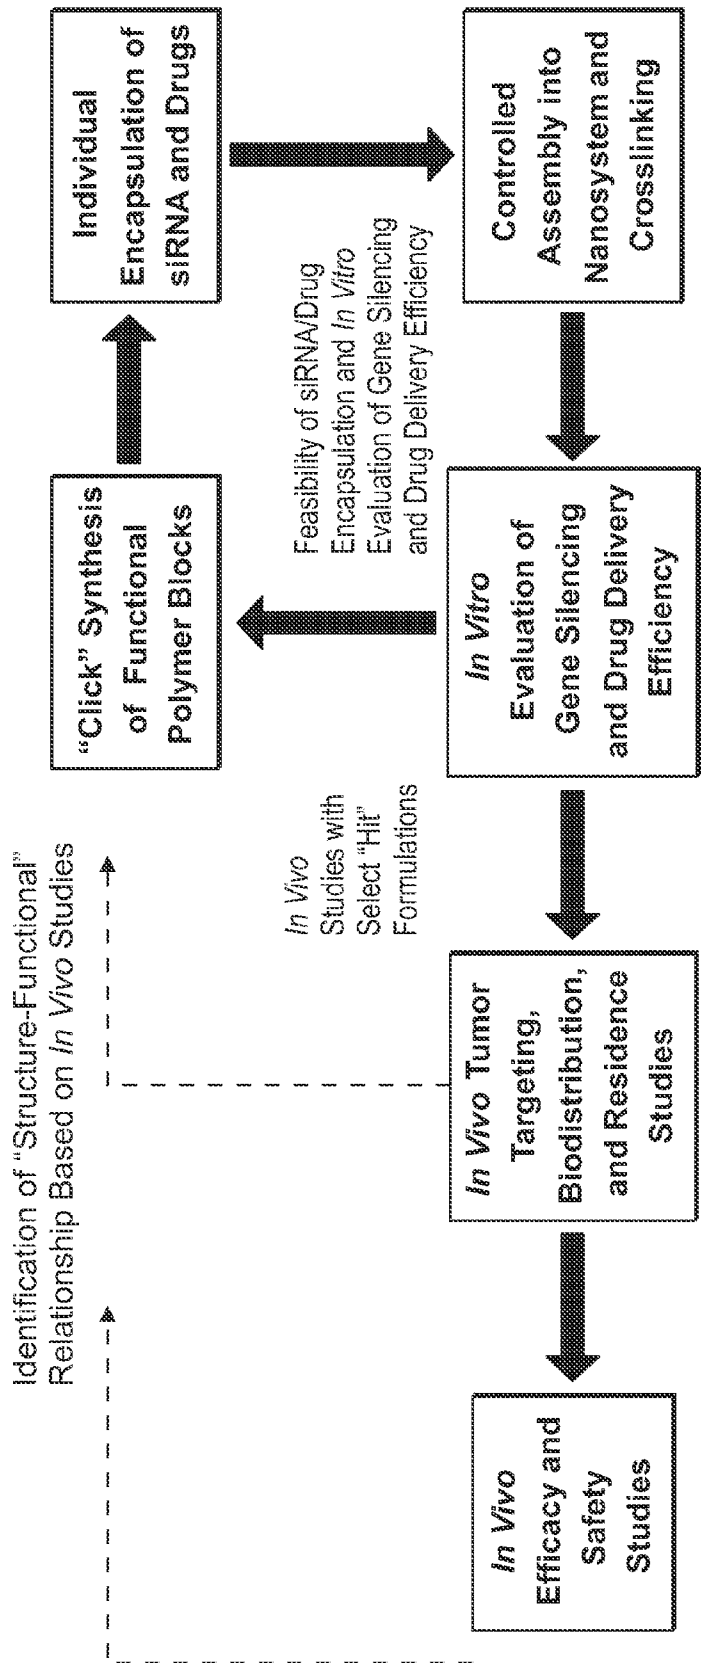 Identification of “Structure-Functional”
Relationship Based on In Vivo Studies
“Click” Synthesis
of Functional
Polymer Blocks
Individual
Encapsulation of
siRNA and Drugs
In Vivo
Studies with
Select “Hit”
Formulations
Feasibility of siRNA/Drug
Encapsulation and In Vitro
Evaluation of Gene Silencing
and Drug Delivery Efficiency
In Vivo
Efficacy and
Safety
Studies
In Vivo Tumor
Targeting,
Biodistribution,
and Residence
Studies
In Vitro
Evaluation of
Gene Silencing
and Drug Delivery
Efficiency
Controlled
Assembly into
Nanosystem and
Crosslinking